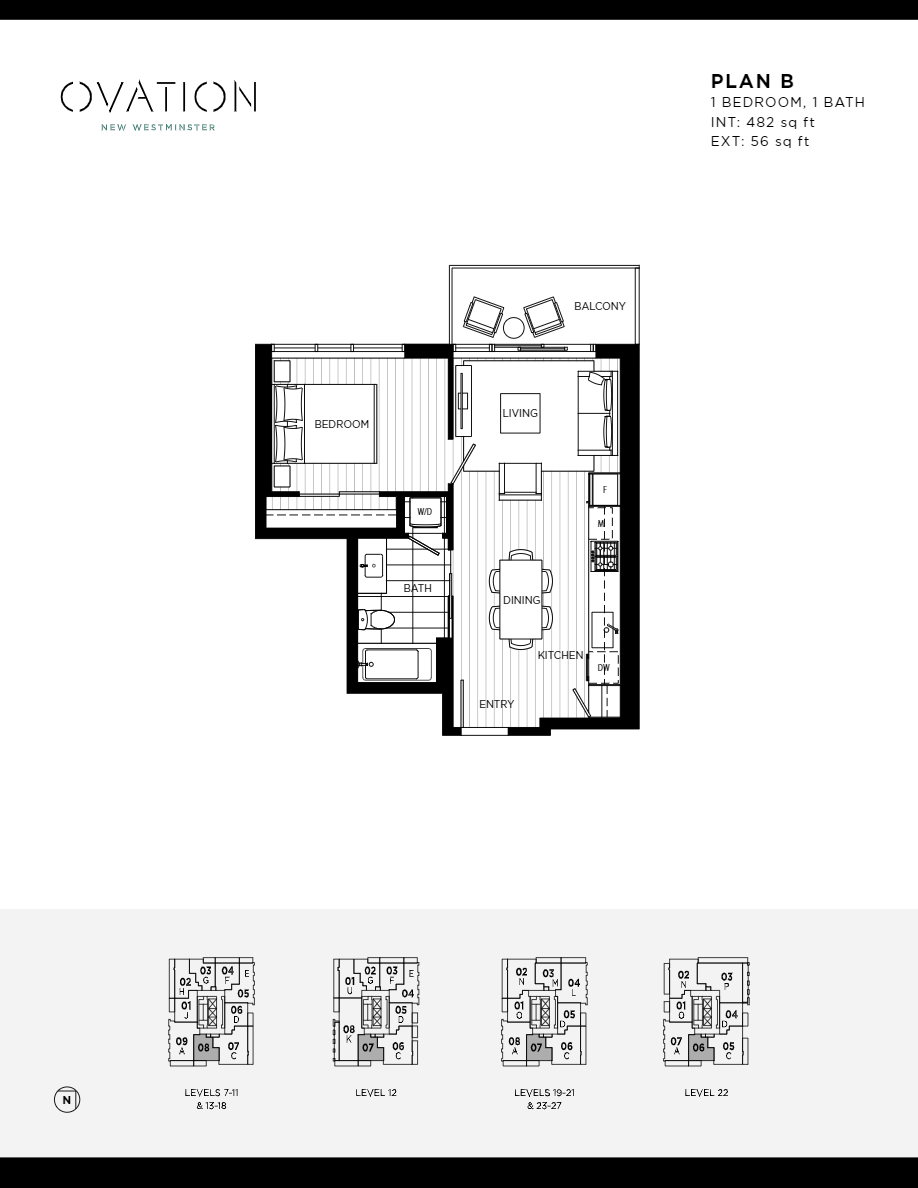 OVATION
NEW WESTMINSTER
PLAN B
1 BEDROOM, 1 BATH
INT: 482 sq ft
EXT: 56 sq ft
BALCONY
LIVING
BEDROOM
F
W/D
M
BATH
DINING
KITCHEN
DW
ENTRY
03 G
04 F
E
02 H
05
01 J
06 D
09 A
08
07 C
LEVELS 7-11
& 13-18
02 G
03 F
E
01 U
04
05 D
08 K
07
06 C
LEVEL 12
02 N
03 M
04 L
01 O
05 D
08 A
07
06 C
LEVELS 19-21
& 23-27
02 N
03 P
01 O
04 D
07 A
06
05 C
LEVEL 22
N